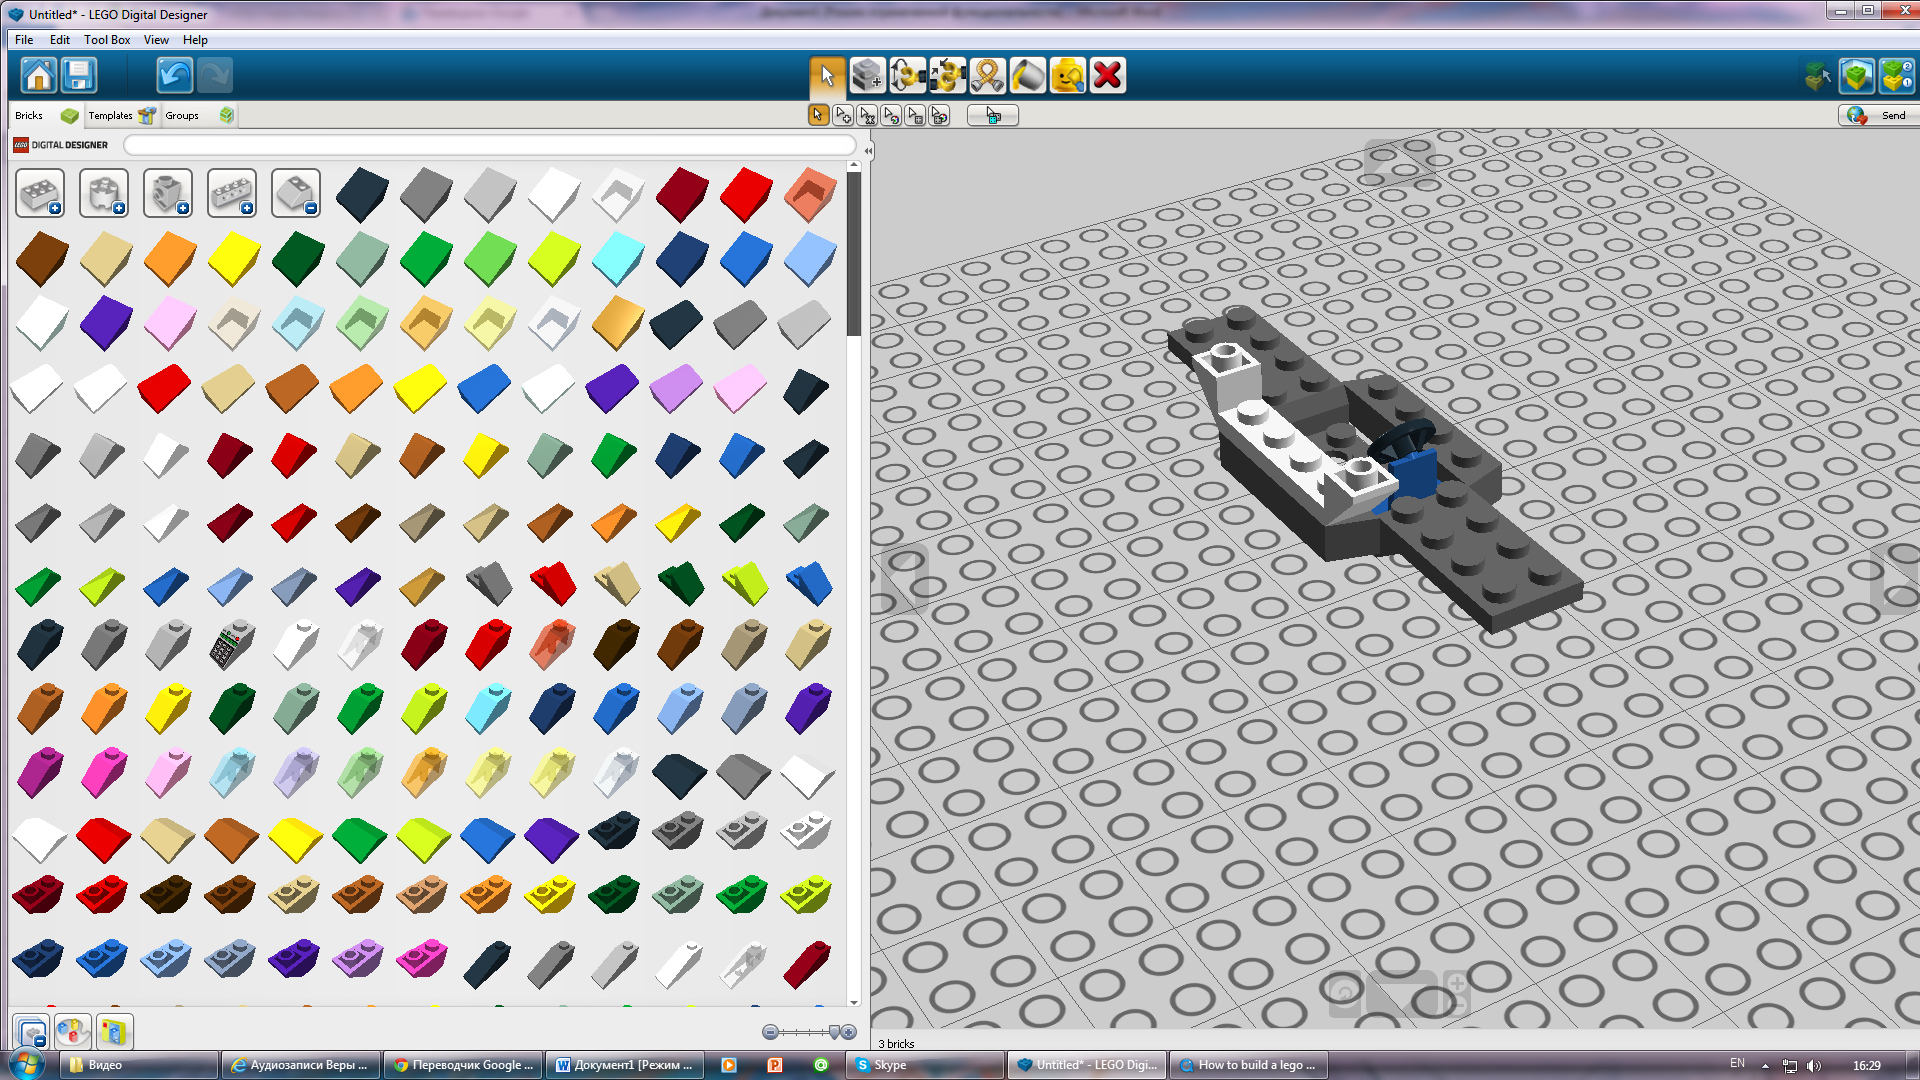 Untitled* - LEGO Digital Designer
File Edit Tool Box View Help
Bricks Templates Groups
Send
LEGO DIGITAL DESIGNER
3 bricks
Видео
Аудиозаписи Веры ...
Переводчик Google ...
Документ1 [Режим ...
Skype
Untitled* - LEGO Digi...
How to build a lego ...
EN
16:29